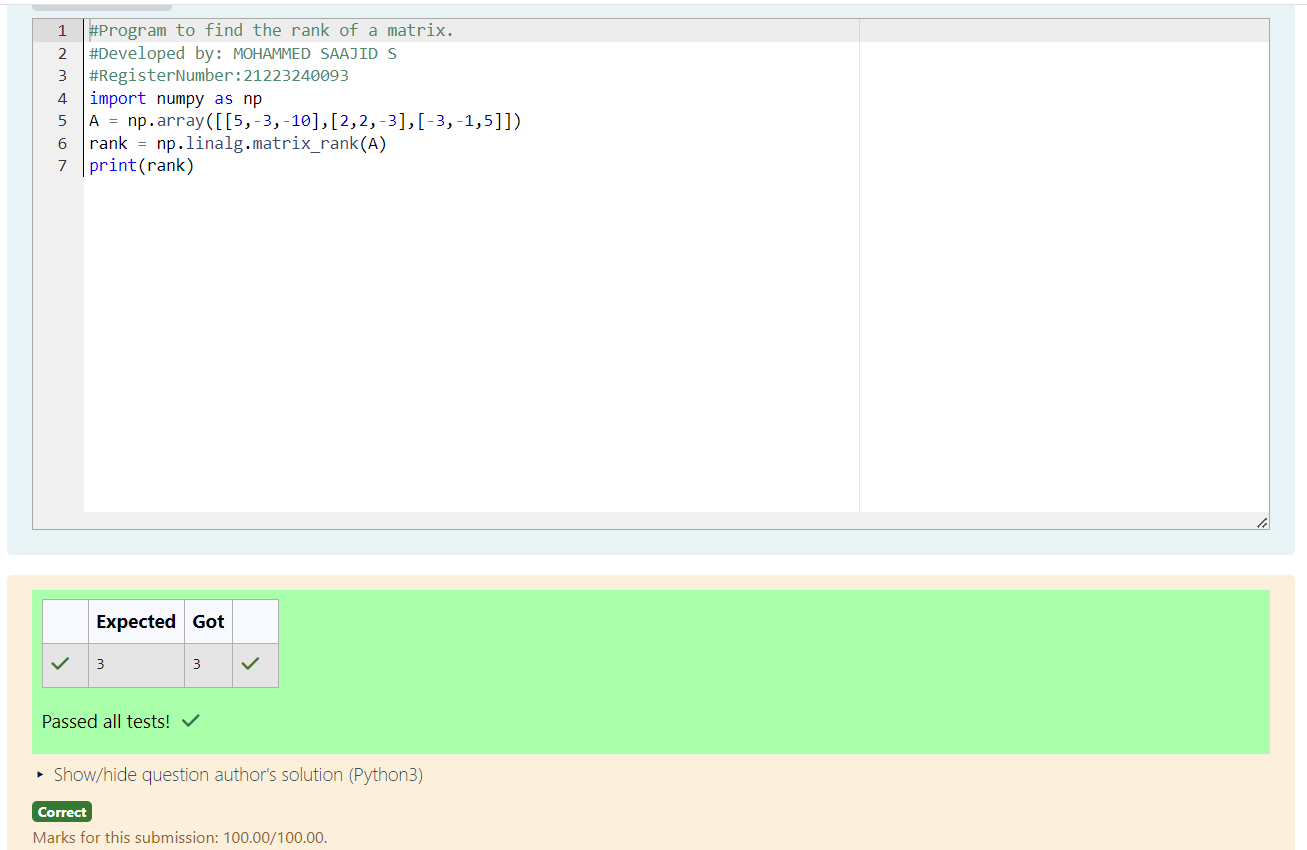 1 #Program to find the rank of a matrix.
2 #Developed by: MOHAMMED SAAJID S
3 #RegisterNumber:21223240093
4 import numpy as np
5 A = np.array([[5,-3,-10],[2,2,-3],[-3,-1,5]])
6 rank = np.linalg.matrix_rank(A)
7 print(rank)
Expected Got
3 3
Passed all tests!
Show/hide question author's solution (Python3)
Correct
Marks for this submission: 100.00/100.00.